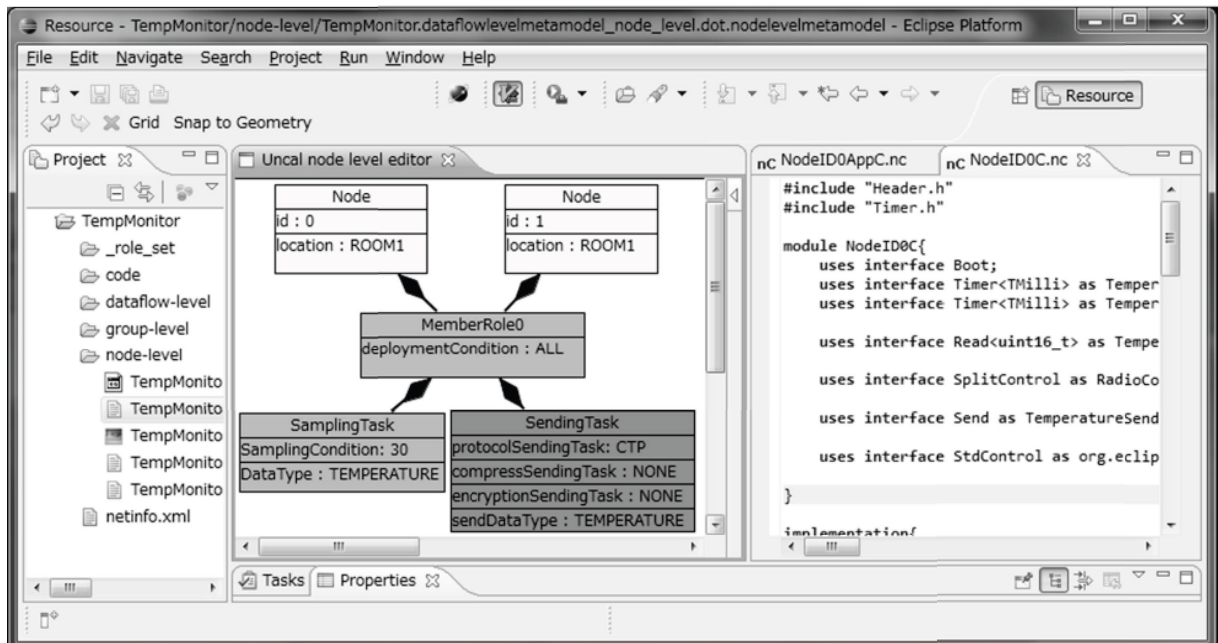 Resource - TempMonitor/node-level/TempMonitor.dataflowlevelmetamodel_node_level.dot.nodelevelmetamodel - Eclipse Platform
File Edit Navigate Search Project Run Window Help
Resource
Grid Snap to Geometry
Project
TempMonitor
_role_set
code
dataflow-level
group-level
node-level
TempMonito
TempMonito
TempMonito
TempMonito
TempMonito
netinfo.xml
Uncal node level editor
Node
id : 0
location : ROOM1
Node
id : 1
location : ROOM1
MemberRole0
deploymentCondition : ALL
SamplingTask
SamplingCondition: 30
DataType : TEMPERATURE
SendingTask
protocolSendingTask: CTP
compressSendingTask : NONE
encryptionSendingTask : NONE
sendDataType : TEMPERATURE
nC NodeID0AppC.nc
nC NodeID0C.nc
#include "Header.h"
#include "Timer.h"
module NodeID0C{
uses interface Boot;
uses interface Timer<TMilli> as Temper
uses interface Timer<TMilli> as Temper
uses interface Read<uint16_t> as Tempe
uses interface SplitControl as RadioCo
uses interface Send as TemperatureSend
uses interface StdControl as org.eclip
}
implementation{
Tasks
Properties